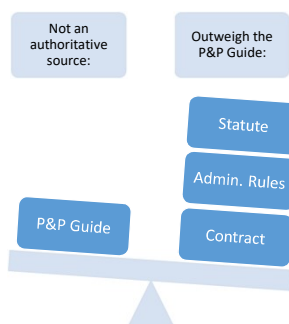 Not an
authoritative
source:
Outweigh the
P&P Guide:
Statute
Admin. Rules
P&P Guide
Contract